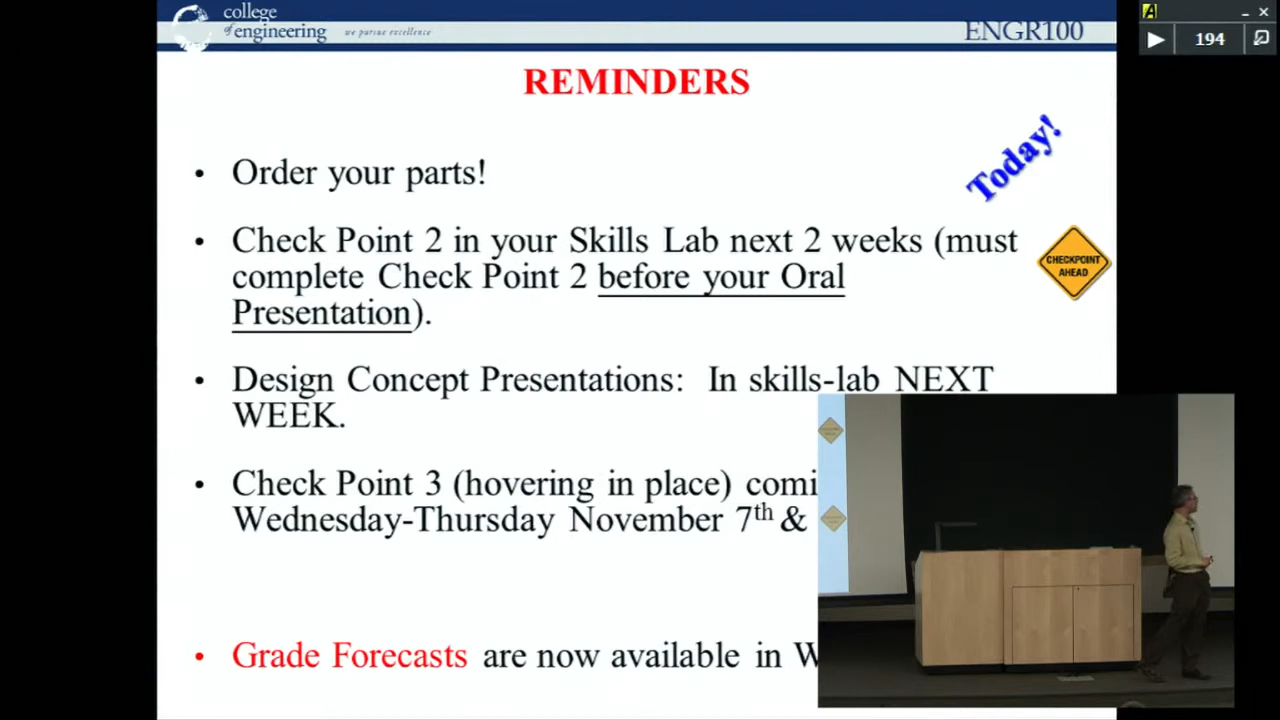 college
of engineering we pursue excellence
ENGR100
194
REMINDERS
Today!
• Order your parts!
• Check Point 2 in your Skills Lab next 2 weeks (must
complete Check Point 2 before your Oral
Presentation).
CHECKPOINT
AHEAD
• Design Concept Presentations: In skills-lab NEXT
WEEK.
• Check Point 3 (hovering in place) comi
Wednesday-Thursday November 7th &
• Grade Forecasts are now available in W